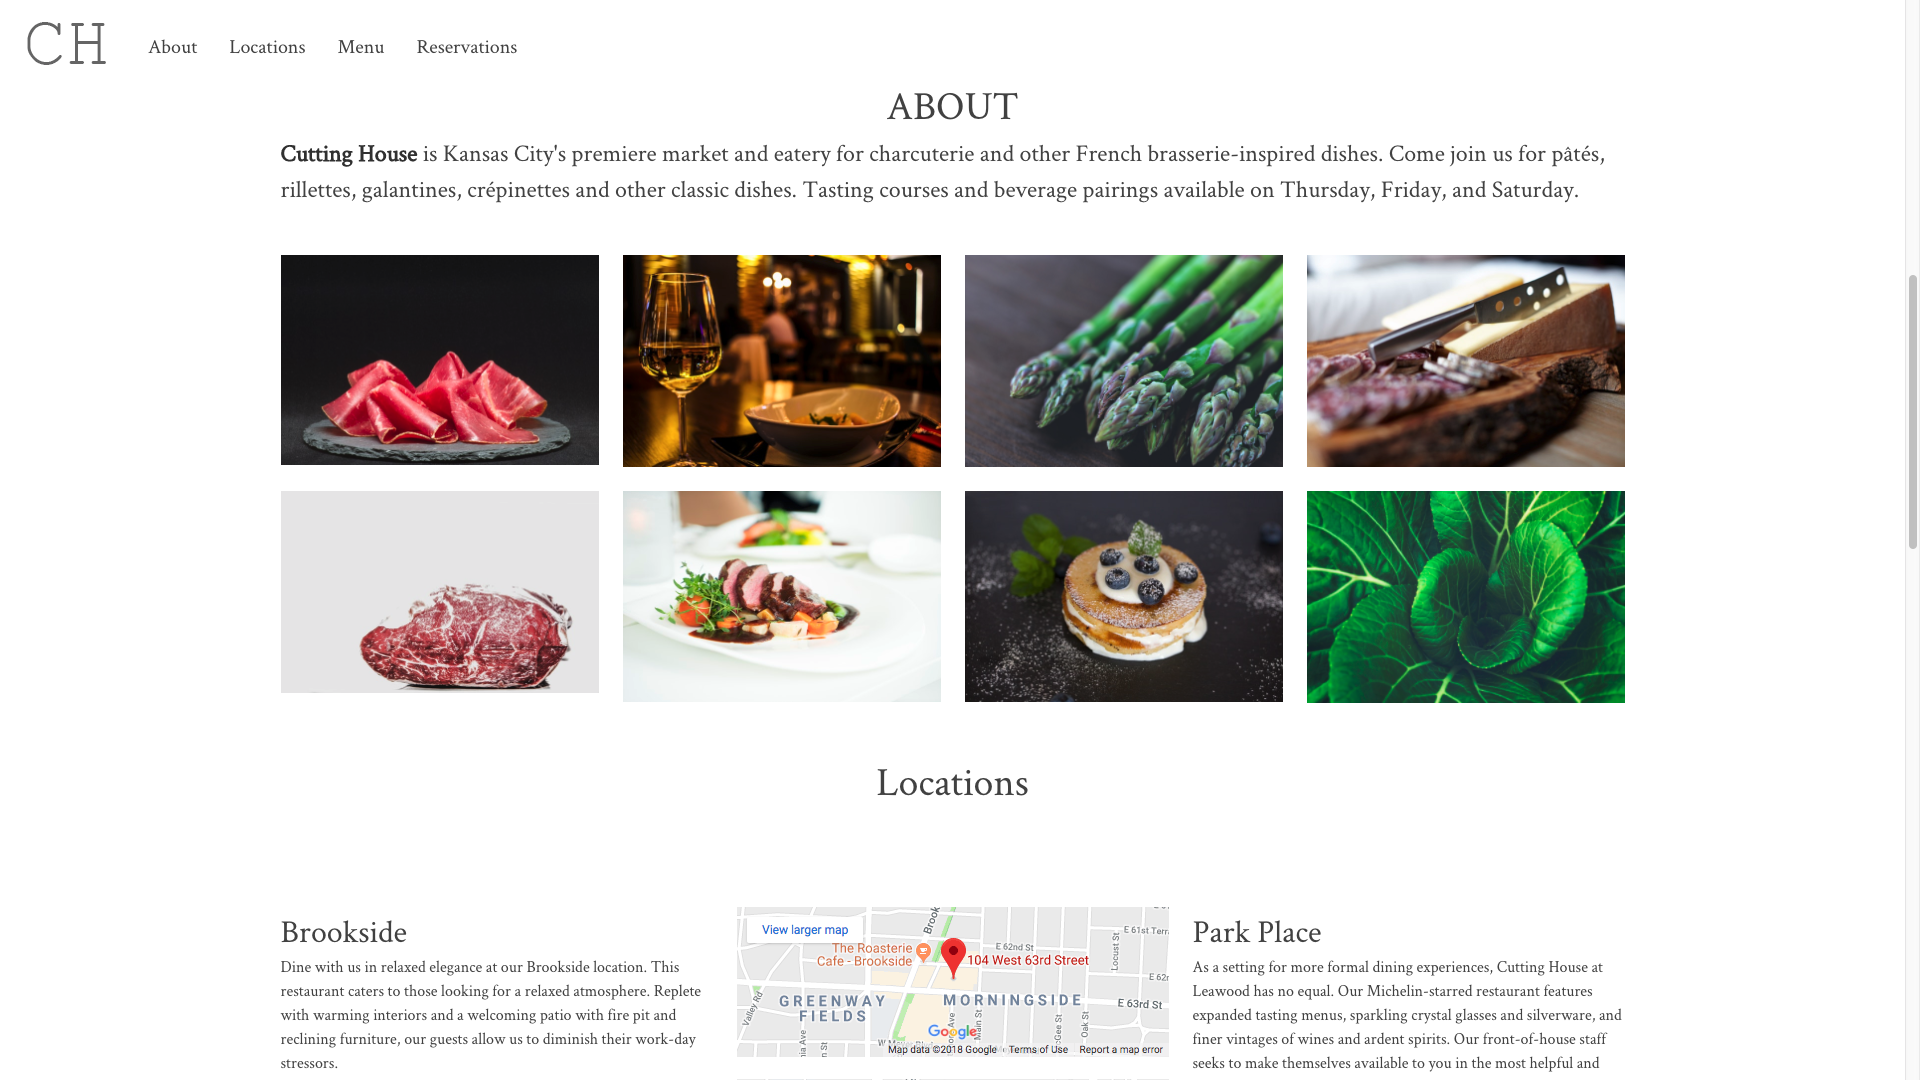 CH
About
Locations
Menu
Reservations
ABOUT
Cutting House is Kansas City's premiere market and eatery for charcuterie and other French brasserie-inspired dishes. Come join us for pâtés,
rillettes, galantines, crépinettes and other classic dishes. Tasting courses and beverage pairings available on Thursday, Friday, and Saturday.
Locations
Brookside
Dine with us in relaxed elegance at our Brookside location. This
restaurant caters to those looking for a relaxed atmosphere. Replete
with warming interiors and a welcoming patio with fire pit and
reclining furniture, our guests allow us to diminish their work-day
stressors.
View larger map
Brook
The Roasterie
Cafe - Brookside
E 61st Terr
E 62nd St
104 West 63rd Street
Locust St
E 62n
GREENWAY
FIELDS
MORNINGSIDE
E 63rd St
Valley Rd
Main St
McGee St
Oak St
Google
Map data ©2018 Google
Terms of Use
Report a map error
Park Place
As a setting for more formal dining experiences, Cutting House at
Leawood has no equal. Our Michelin-starred restaurant features
expanded tasting menus, sparkling crystal glasses and silverware, and
finer vintages of wines and ardent spirits. Our front-of-house staff
seeks to make themselves available to you in the most helpful and